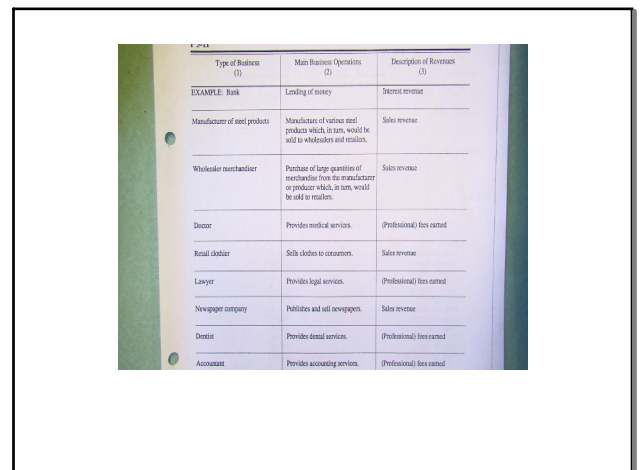 Type of Business Main Business Operations Description of Revenues
(1) (2) (3)
EXAMPLE: Bank Lending of money Interest revenue
Manufacturer of steel products Manufacture of various steel Sales revenue
products which, in turn, would be
sold to wholesalers and retailers.
Wholesaler merchandiser Purchase of large quantities of Sales revenue
merchandise from the manufacturer
or producer which, in turn, would
be sold to retailers.
Doctor Provides medical services. (Professional) fees earned
Retail clothier Sells clothes to consumers. Sales revenue
Lawyer Provides legal services. (Professional) fees earned
Newspaper company Publishes and sell newspapers. Sales revenue
Dentist Provides dental services. (Professional) fees earned
Accountant Provides accounting services. (Professional) fees earned